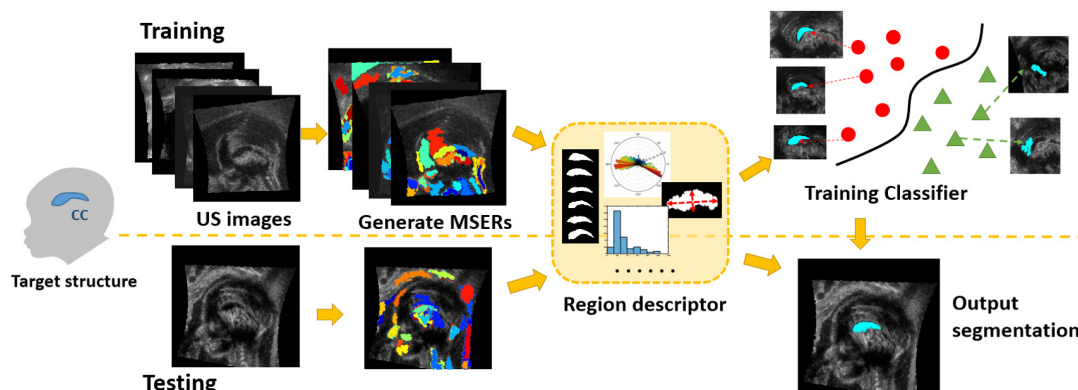 Training
US images
Generate MSERs
CC
Target structure
Region descriptor
Training Classifier
Output
segmentation
Testing